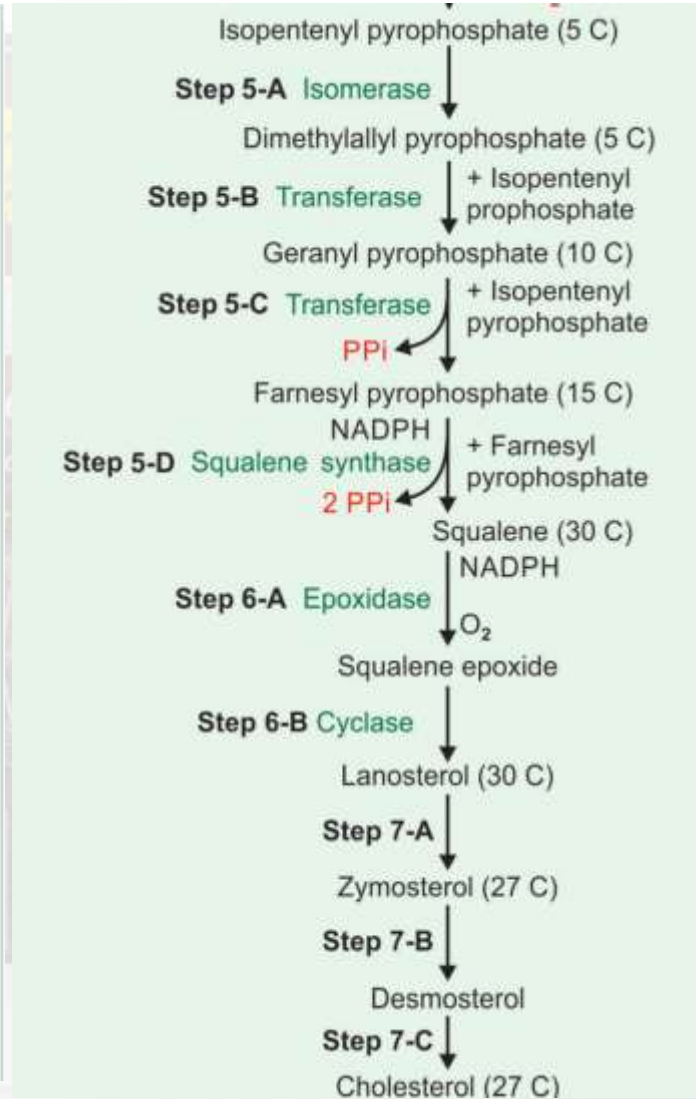 Isopentenyl pyrophosphate (5 C)
Step 5-A Isomerase
Dimethylallyl pyrophosphate (5 C)
Step 5-B Transferase
+ Isopentenyl
prophosphate
Geranyl pyrophosphate (10 C)
Step 5-C Transferase
+ Isopentenyl
pyrophosphate
PPi
Farnesyl pyrophosphate (15 C)
NADPH
Step 5-D Squalene synthase
+ Farnesyl
pyrophosphate
2 PPi
Squalene (30 C)
NADPH
Step 6-A Epoxidase
O₂
Squalene epoxide
Step 6-B Cyclase
Lanosterol (30 C)
Step 7-A
Zymosterol (27 C)
Step 7-B
Desmosterol
Step 7-C
Cholesterol (27 C)